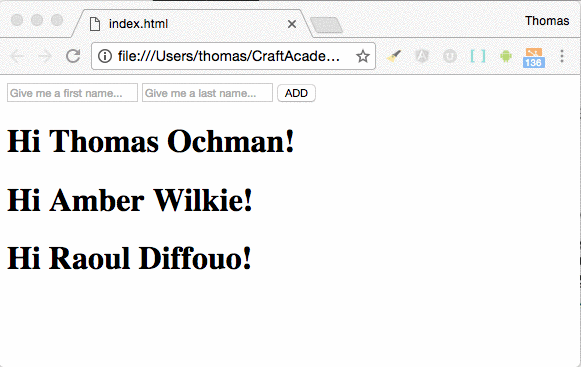 index.html
Thomas
file:///Users/thomas/CraftAcade...
136
Give me a first name... Give me a last name... ADD
Hi Thomas Ochman!
Hi Amber Wilkie!
Hi Raoul Diffouo!